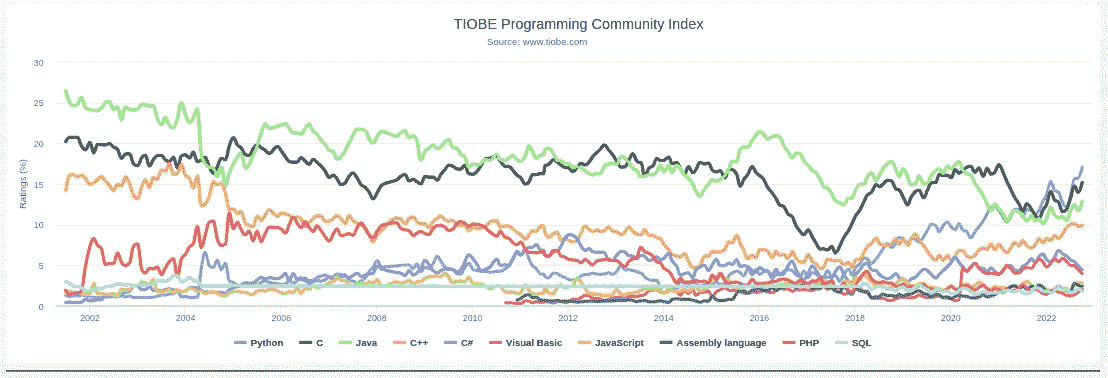 TIOBE Programming Community Index
Source: www.tiobe.com
Ratings (%)
30
25
20
15
10
5
0
2002 2004 2006 2008 2010 2012 2014 2016 2018 2020 2022
Python C Java C++ C# Visual Basic JavaScript Assembly language PHP SQL